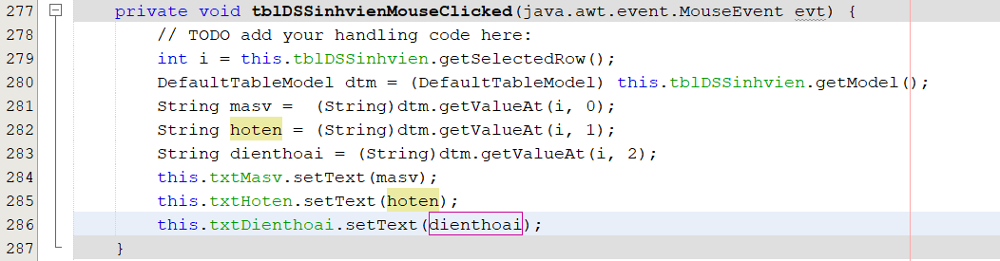 277 private void tblDSSinhvienMouseClicked(java.awt.event.MouseEvent evt) {
278 // TODO add your handling code here:
279 int i = this.tblDSSinhvien.getSelectedRow();
280 DefaultTableModel dtm = (DefaultTableModel) this.tblDSSinhvien.getModel();
281 String masv =  (String)dtm.getValueAt(i, 0);
282 String hoten = (String)dtm.getValueAt(i, 1);
283 String dienthoai = (String)dtm.getValueAt(i, 2);
284 this.txtMasv.setText(masv);
285 this.txtHoten.setText(hoten);
286 this.txtDienthoai.setText(dienthoai);
287 }